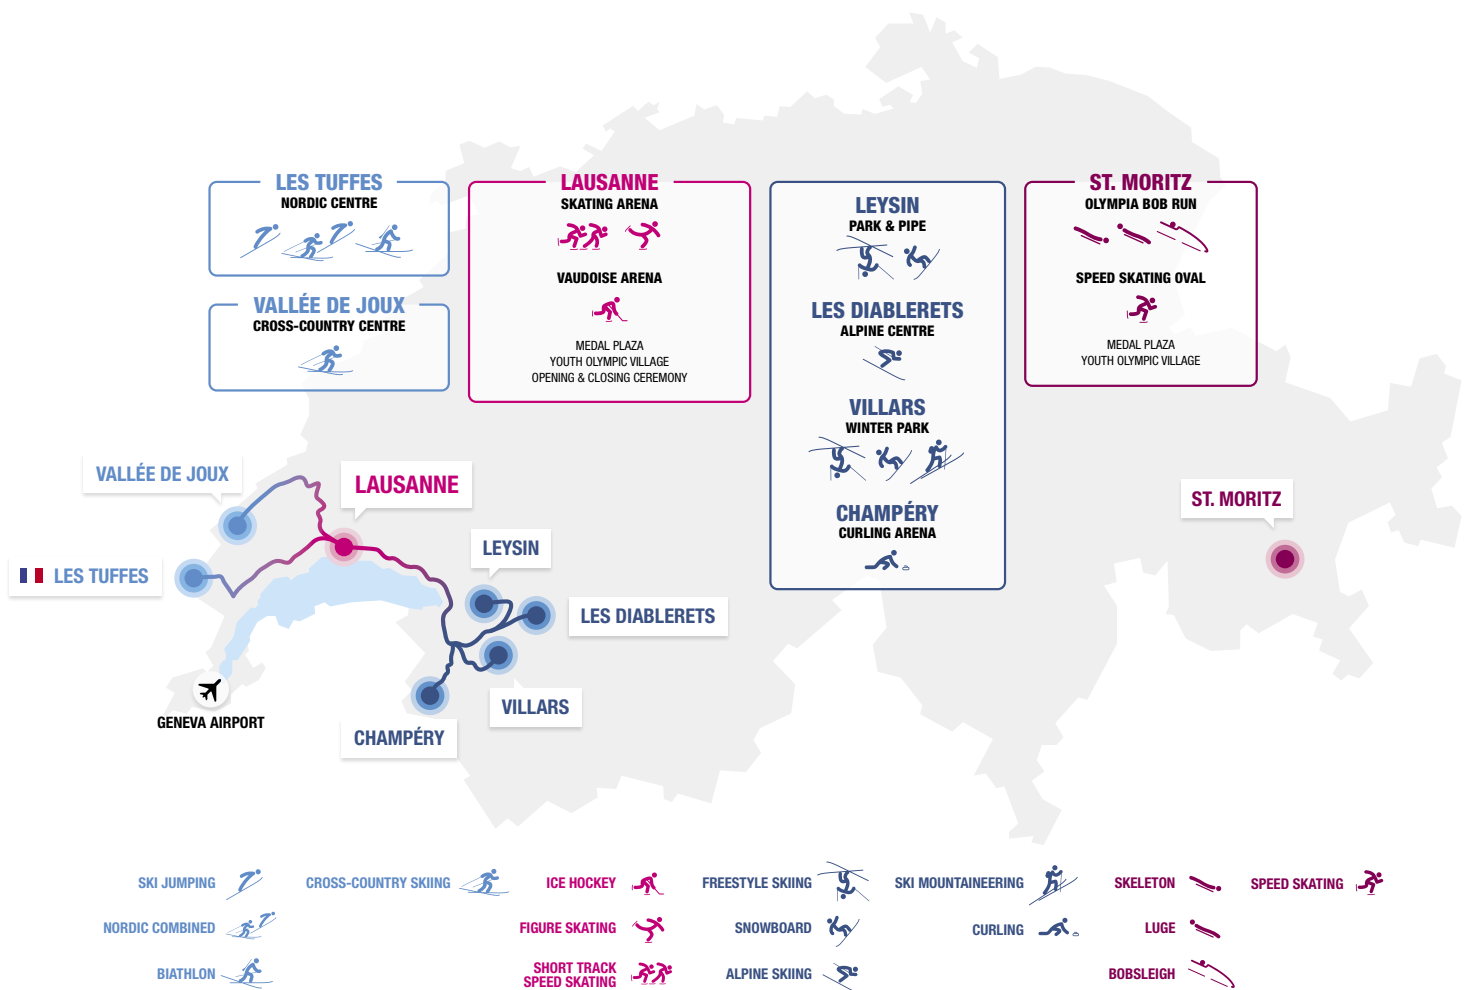 LES TUFFES
NORDIC CENTRE
VALLÉE DE JOUX
CROSS-COUNTRY CENTRE
LAUSANNE
SKATING ARENA
VAUDOISE ARENA
MEDAL PLAZA
YOUTH OLYMPIC VILLAGE
OPENING & CLOSING CEREMONY
LEYSIN
PARK & PIPE
LES DIABLERETS
ALPINE CENTRE
VILLARS
WINTER PARK
CHAMPÉRY
CURLING ARENA
ST. MORITZ
OLYMPIA BOB RUN
SPEED SKATING OVAL
MEDAL PLAZA
YOUTH OLYMPIC VILLAGE
VALLÉE DE JOUX
LAUSANNE
ST. MORITZ
LEYSIN
LES TUFFES
LES DIABLERETS
VILLARS
GENEVA AIRPORT
CHAMPÉRY
SKI JUMPING
CROSS-COUNTRY SKIING
ICE HOCKEY
FREESTYLE SKIING
SKI MOUNTAINEERING
SKELETON
SPEED SKATING
NORDIC COMBINED
FIGURE SKATING
SNOWBOARD
CURLING
LUGE
BIATHLON
SHORT TRACK
SPEED SKATING
ALPINE SKIING
BOBSLEIGH